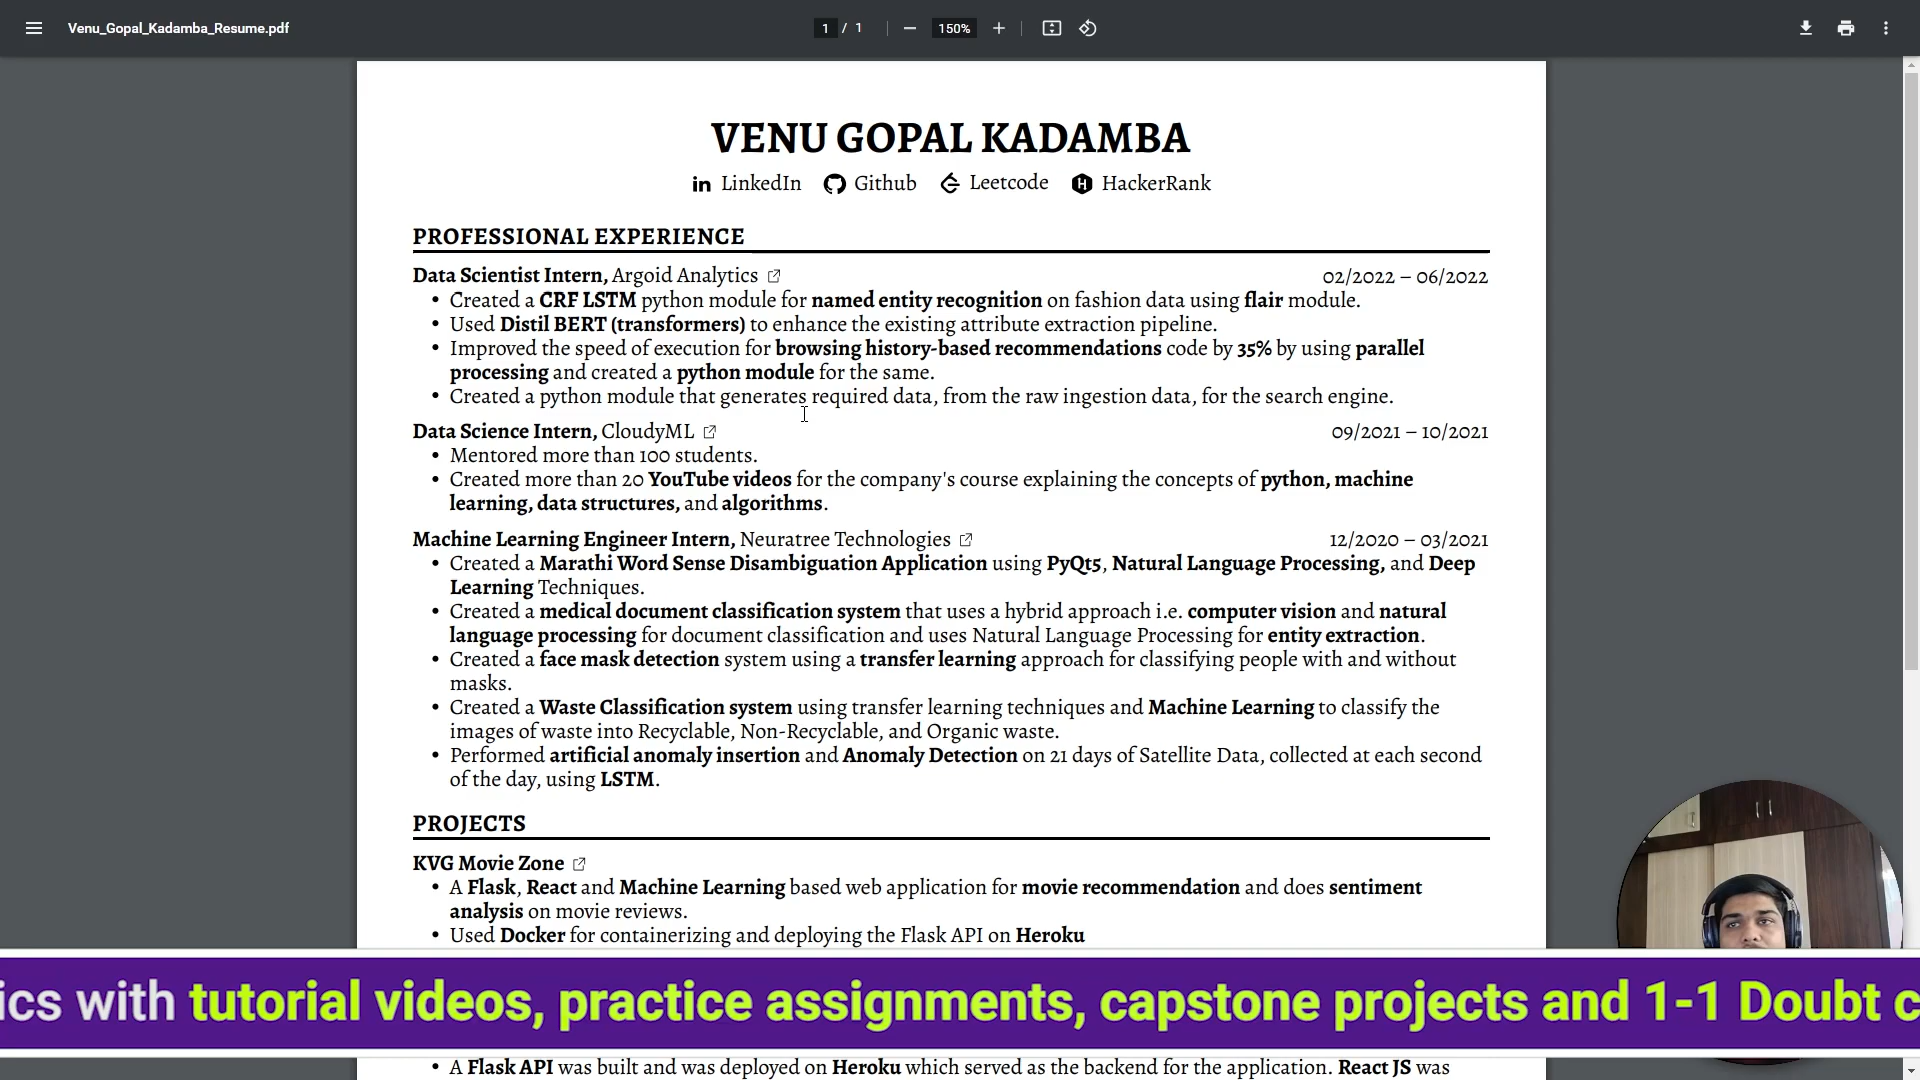 Venu_Gopal_Kadamba_Resume.pdf
1 / 1
150%
VENU GOPAL KADAMBA
LinkedIn Github Leetcode HackerRank
PROFESSIONAL EXPERIENCE
Data Scientist Intern, Argoid Analytics 02/2022 – 06/2022
• Created a CRF LSTM python module for named entity recognition on fashion data using flair module.
• Used Distil BERT (transformers) to enhance the existing attribute extraction pipeline.
• Improved the speed of execution for browsing history-based recommendations code by 35% by using parallel
processing and created a python module for the same.
• Created a python module that generates required data, from the raw ingestion data, for the search engine.
Data Science Intern, CloudyML 09/2021 – 10/2021
• Mentored more than 100 students.
• Created more than 20 YouTube videos for the company's course explaining the concepts of python, machine
learning, data structures, and algorithms.
Machine Learning Engineer Intern, Neuratree Technologies 12/2020 – 03/2021
• Created a Marathi Word Sense Disambiguation Application using PyQt5, Natural Language Processing, and Deep
Learning Techniques.
• Created a medical document classification system that uses a hybrid approach i.e. computer vision and natural
language processing for document classification and uses Natural Language Processing for entity extraction.
• Created a face mask detection system using a transfer learning approach for classifying people with and without
masks.
• Created a Waste Classification system using transfer learning techniques and Machine Learning to classify the
images of waste into Recyclable, Non-Recyclable, and Organic waste.
• Performed artificial anomaly insertion and Anomaly Detection on 21 days of Satellite Data, collected at each second
of the day, using LSTM.
PROJECTS
KVG Movie Zone
• A Flask, React and Machine Learning based web application for movie recommendation and does sentiment
analysis on movie reviews.
• Used Docker for containerizing and deploying the Flask API on Heroku
ics with tutorial videos, practice assignments, capstone projects and 1-1 Doubt c
• A Flask API was built and was deployed on Heroku which served as the backend for the application. React JS was